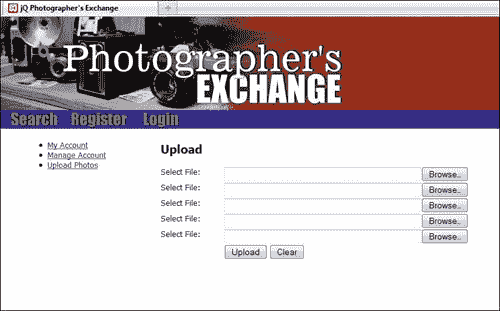 jQ Photographer's Exchange
Photographer's
EXCHANGE
Search Register Login
My Account
Manage Account
Upload Photos
Upload
Select File: Browse..
Select File: Browse..
Select File: Browse..
Select File: Browse..
Select File: Browse..
Upload Clear